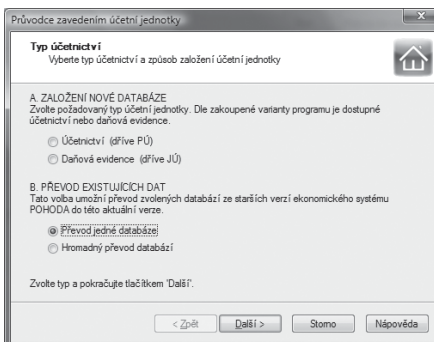 Průvodce zavedením účetní jednotky
Typ účetnictví
Vyberte typ účetnictví a způsob založení účetní jednotky
A. ZALOŽENÍ NOVÉ DATABÁZE
Zvolte požadovaný typ účetní jednotky. Dle zakoupené varianty programu je dostupné
účetnictví nebo daňová evidence.
Účetnictví (dříve PÚ)
Daňová evidence (dříve JÚ)
B. PŘEVOD EXISTUJÍCÍCH DAT
Tato volba umožní převod zvolených databází ze starších verzí ekonomického systému
POHODA do této aktuální verze.
Převod jedné databáze
Hromadný převod databází
Zvolte typ a pokračujte tlačítkem 'Další'.
< Zpět Další > Storno Nápověda